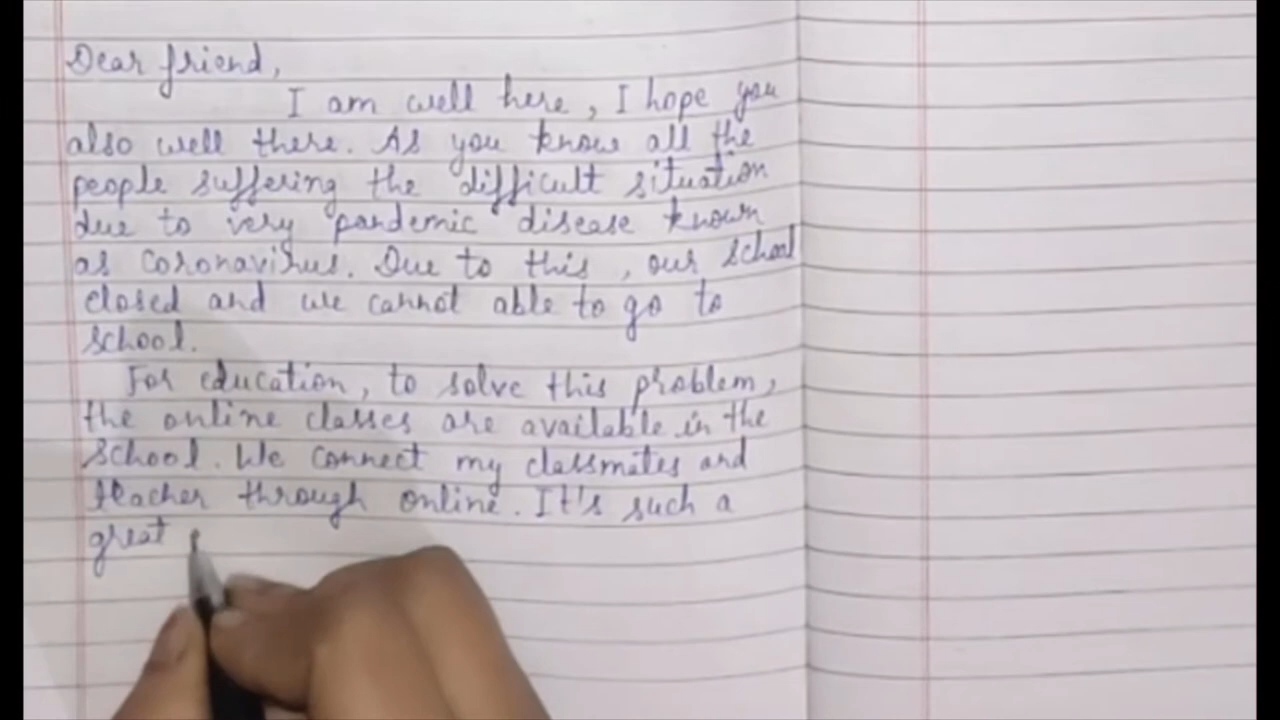 Dear friend,
I am well here, I hope you
also well there. As you know all the
people suffering the difficult situation
due to very pandemic disease known
as coronavirus. Due to this, our school
closed and we cannot able to go to
school.
For education, to solve this problem,
the online classes are available in the
school. We connect my classmates and
teacher through online. It's such a
great